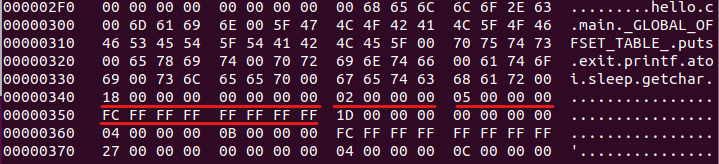 000002F0 00 00 00 00 00 00 00 00 00 68 65 6C 6C 6F 2E 63 .........hello.c
00000300 00 6D 61 69 6E 00 5F 47 4C 4F 42 41 4C 5F 4F 46 .main._GLOBAL_OF
00000310 46 53 45 54 5F 54 41 42 4C 45 5F 00 70 75 74 73 FSET_TABLE_.puts
00000320 00 65 78 69 74 00 70 72 69 6E 74 66 00 61 74 6F .exit.printf.ato
00000330 69 00 73 6C 65 65 70 00 67 65 74 63 68 61 72 00 i.sleep.getchar.
00000340 18 00 00 00 00 00 00 00 02 00 00 00 05 00 00 00 ................
00000350 FC FF FF FF FF FF FF FF 1D 00 00 00 00 00 00 00 ................
00000360 04 00 00 00 0B 00 00 00 FC FF FF FF FF FF FF FF ................
00000370 27 00 00 00 00 00 00 00 04 00 00 00 0C 00 00 00 '...............